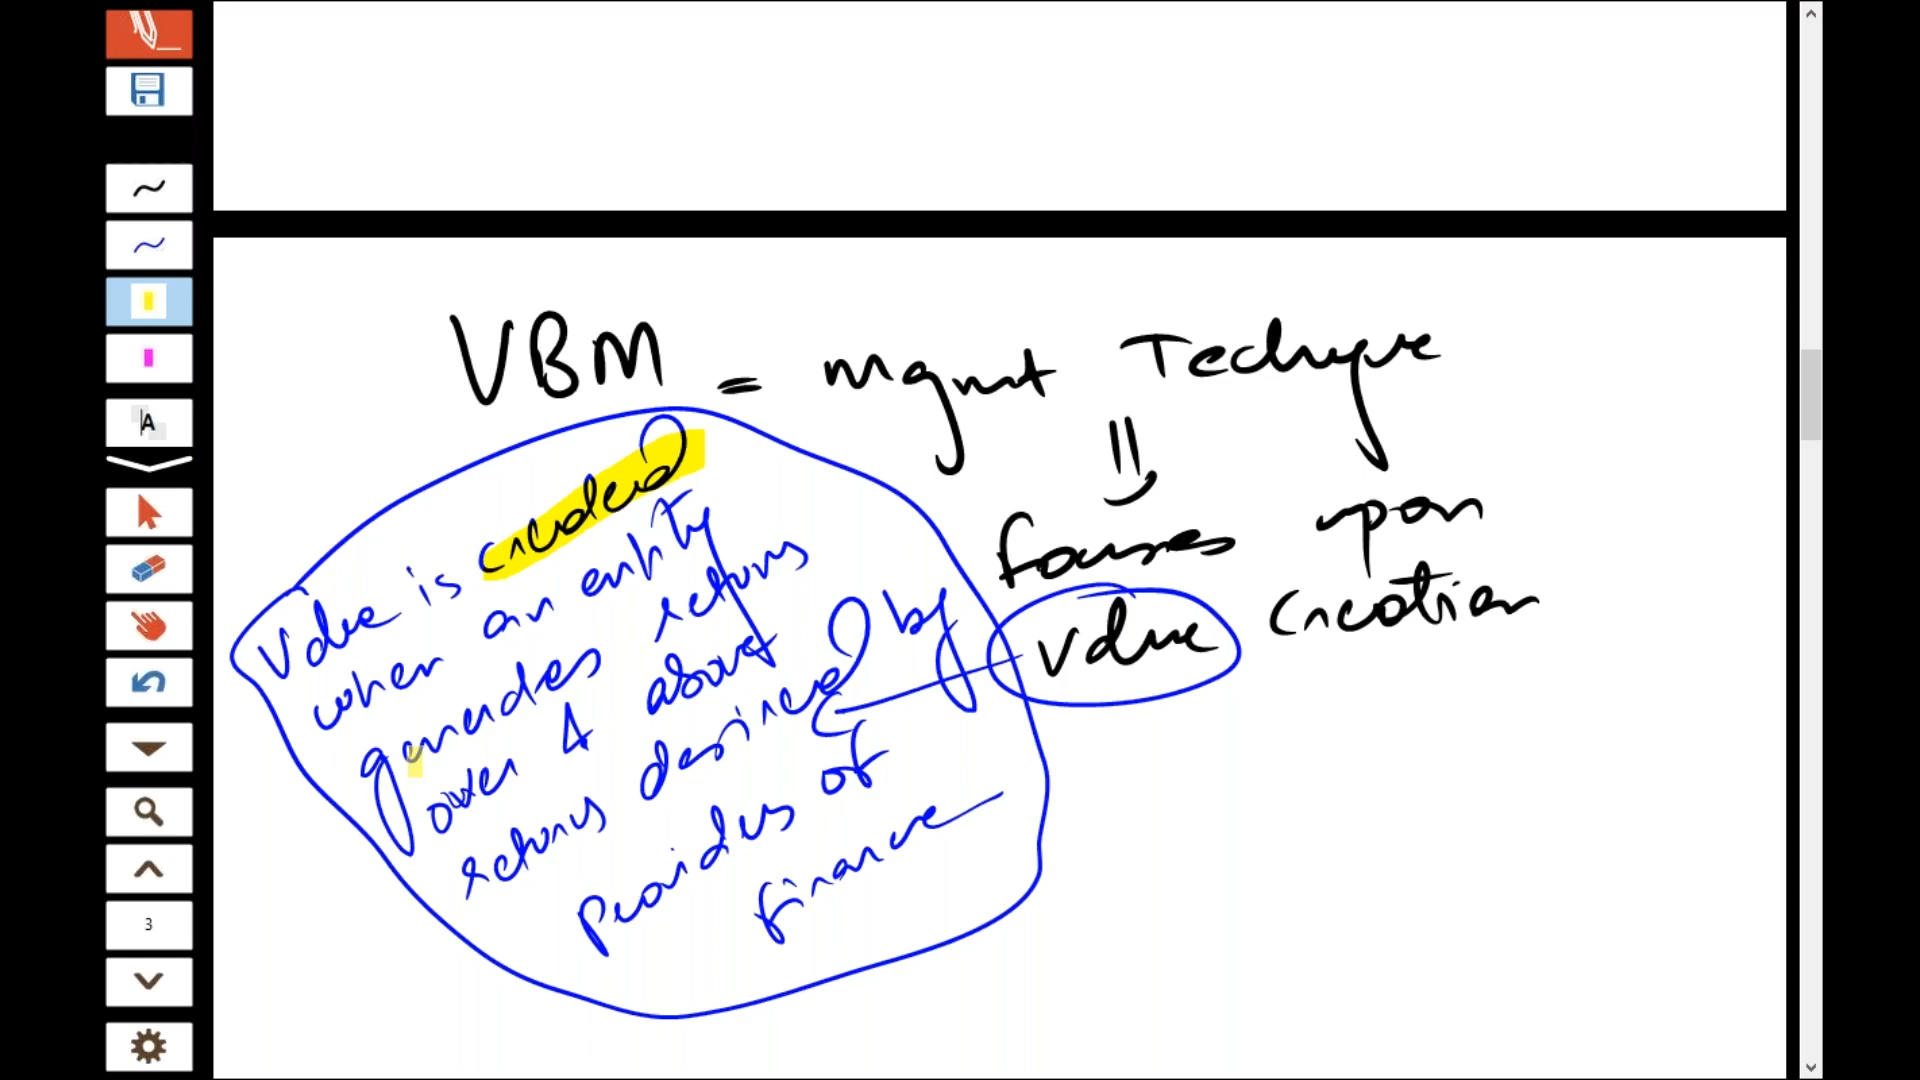 A
3
VBM = mgmt Technique
focuses upon
value creation
Value is created
when an entity
generates returns
over & above
returns desired by
providers of
finance